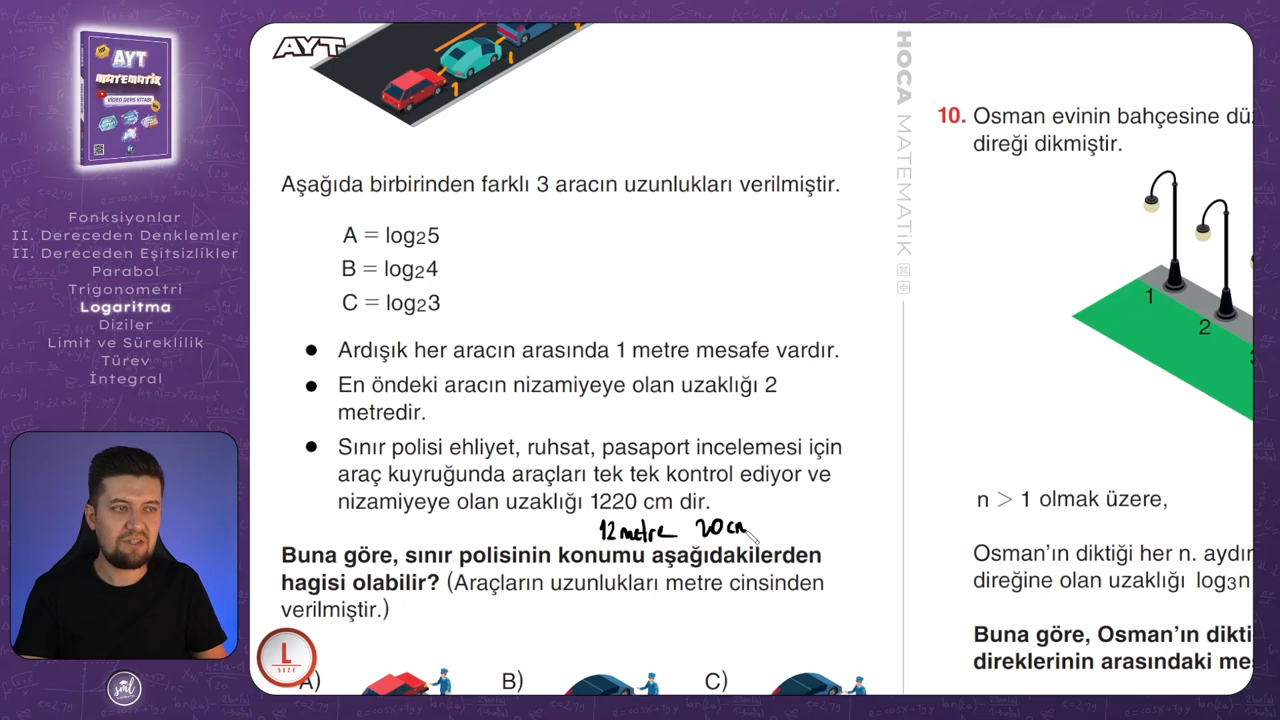 AYT
MATEMATİK
VİDEO DERS KİTABI
Fonksiyonlar
II. Dereceden Denklemler
II. Dereceden Eşitsizlikler
Parabol
Trigonometri
Logaritma
Diziler
Limit ve Süreklilik
Türev
İntegral
sml
AYT
1
1
1
Aşağıda birbirinden farklı 3 aracın uzunlukları verilmiştir.
A = log₂5
B = log₂4
C = log₂3
● Ardışık her aracın arasında 1 metre mesafe vardır.
● En öndeki aracın nizamiyeye olan uzaklığı 2
metredir.
● Sınır polisi ehliyet, ruhsat, pasaport incelemesi için
araç kuyruğunda araçları tek tek kontrol ediyor ve
nizamiyeye olan uzaklığı 1220 cm dir.
12 metre 20 cm
Buna göre, sınır polisinin konumu aşağıdakilerden
hagisi olabilir? (Araçların uzunlukları metre cinsinden
verilmiştir.)
L
SIZE
A)
B)
C)
HOCA MATEMATİK
10. Osman evinin bahçesine dü
direği dikmiştir.
1
2
n > 1 olmak üzere,
Osman'ın diktiği her n. aydın
direğine olan uzaklığı log₃n
Buna göre, Osman'ın dikti
direklerinin arasındaki me